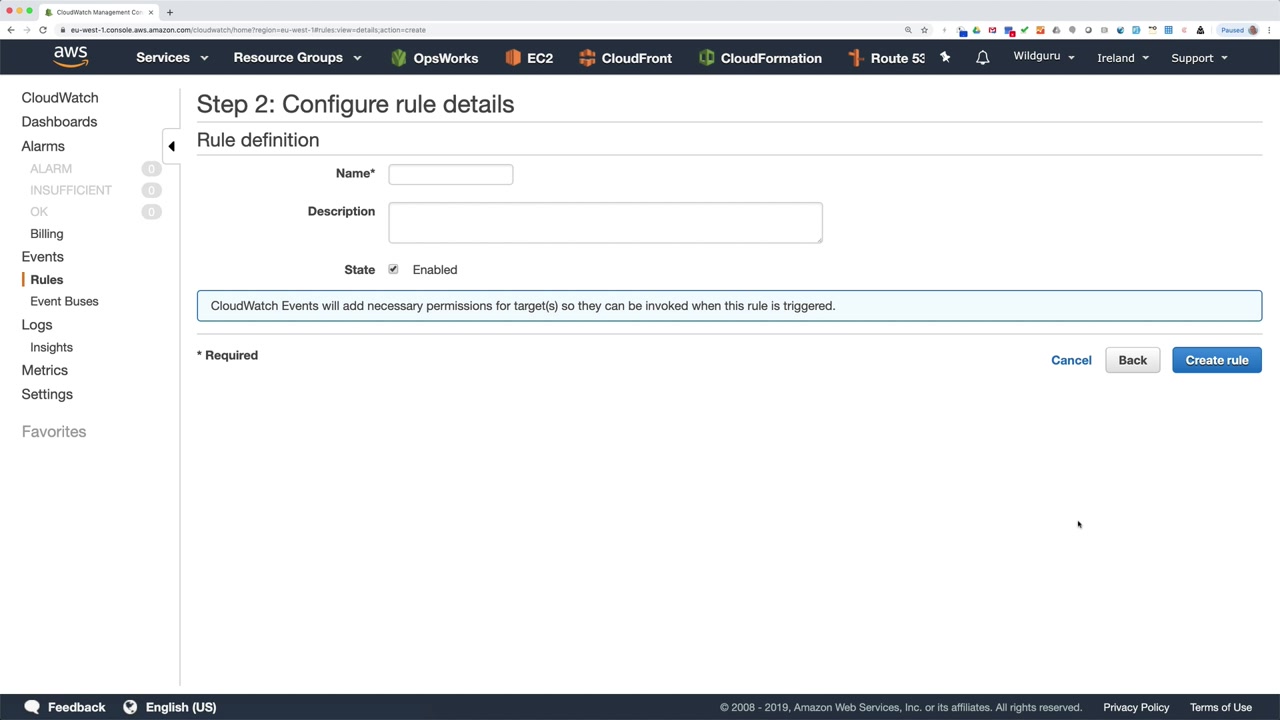 CloudWatch Management Con
eu-west-1.console.aws.amazon.com/cloudwatch/home?region=eu-west-1#rules:view=details;action=create
Paused
aws
Services
Resource Groups
OpsWorks
EC2
CloudFront
CloudFormation
Route 53
Wildguru
Ireland
Support
CloudWatch
Dashboards
Alarms
ALARM 0
INSUFFICIENT 0
OK 0
Billing
Events
Rules
Event Buses
Logs
Insights
Metrics
Settings
Favorites
Step 2: Configure rule details
Rule definition
Name*
Description
State Enabled
CloudWatch Events will add necessary permissions for target(s) so they can be invoked when this rule is triggered.
* Required
Cancel
Back
Create rule
Feedback
English (US)
© 2008 - 2019, Amazon Web Services, Inc. or its affiliates. All rights reserved.
Privacy Policy
Terms of Use